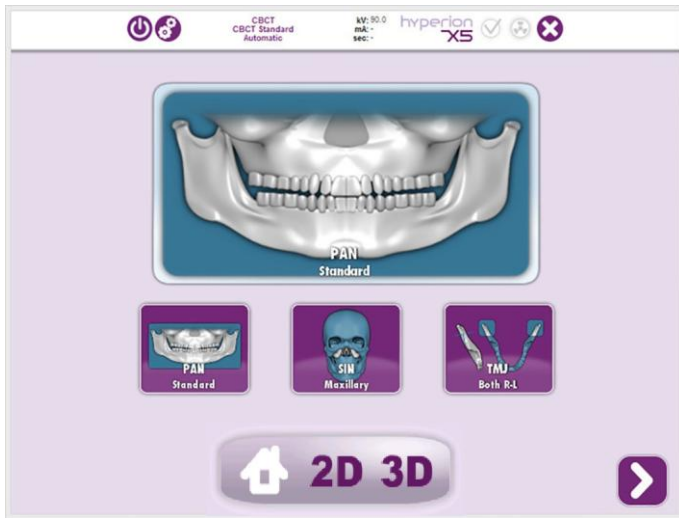 CBCT
CBCT Standard
Automatic
kV: 90.0
mA: -
sec: -
hyperion
X5
PAN
Standard
PAN
Standard
SIN
Maxillary
TMJ
Both R-L
2D 3D